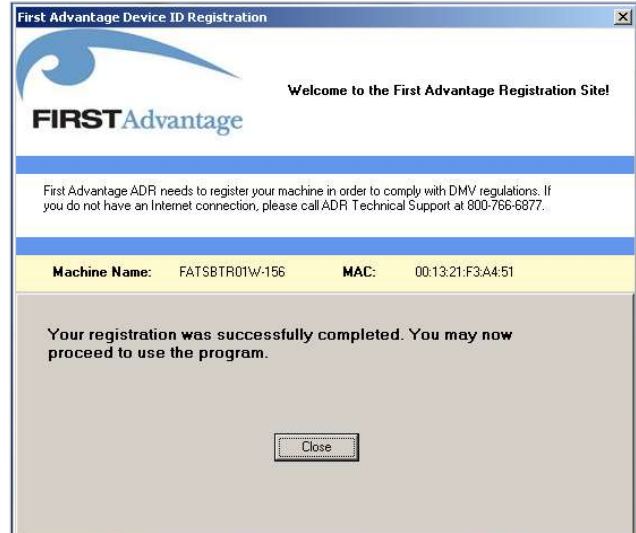 First Advantage Device ID Registration
Welcome to the First Advantage Registration Site!
FIRSTAdvantage
First Advantage ADR needs to register your machine in order to comply with DMV regulations. If
you do not have an Internet connection, please call ADR Technical Support at 800-766-6877.
Machine Name: FATSBTR01W-156 MAC: 00:13:21:F3:A4:51
Your registration was successfully completed. You may now
proceed to use the program.
Close